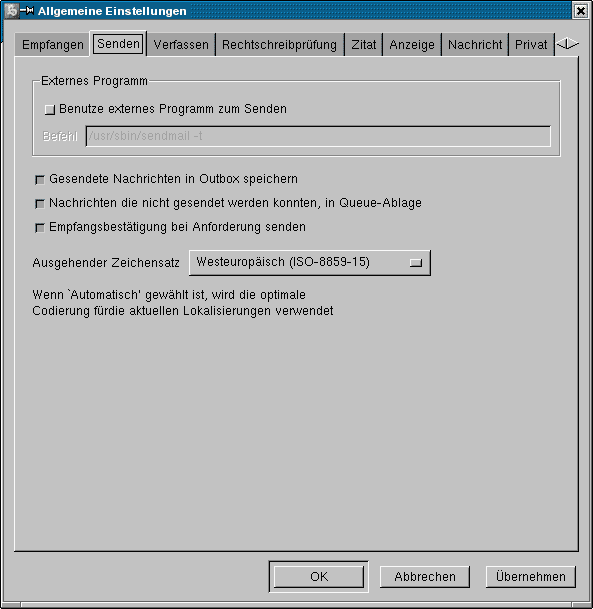 Allgemeine Einstellungen
Empfangen Senden Verfassen Rechtschreibprüfung Zitat Anzeige Nachricht Privat
Externes Programm
Benutze externes Programm zum Senden
Befehl /usr/sbin/sendmail -t
Gesendete Nachrichten in Outbox speichern
Nachrichten die nicht gesendet werden konnten, in Queue-Ablage
Empfangsbestätigung bei Anforderung senden
Ausgehender Zeichensatz Westeuropäisch (ISO-8859-15)
Wenn `Automatisch' gewählt ist, wird die optimale
Codierung fürdie aktuellen Lokalisierungen verwendet
OK Abbrechen Übernehmen